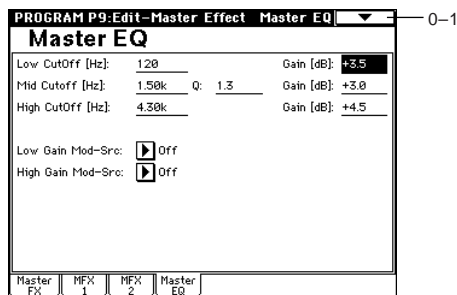 PROGRAM P9:Edit-Master Effect Master EQ
0–1
Master EQ
Low CutOff [Hz]: 120 Gain [dB]: +3.5
Mid Cutoff [Hz]: 1.50k Q: 1.3 Gain [dB]: +3.0
High CutOff [Hz]: 4.30k Gain [dB]: +4.5
Low Gain Mod-Src: Off
High Gain Mod-Src: Off
Master FX MFX 1 MFX 2 Master EQ